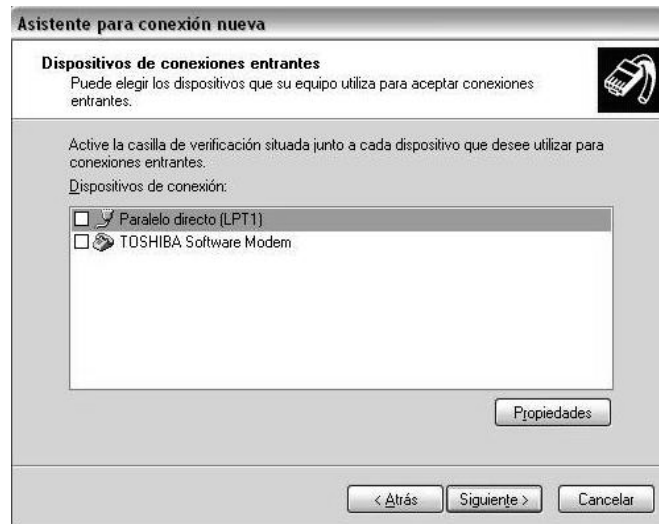 Asistente para conexión nueva
Dispositivos de conexiones entrantes
Puede elegir los dispositivos que su equipo utiliza para aceptar conexiones
entrantes.
Active la casilla de verificación situada junto a cada dispositivo que desee utilizar para
conexiones entrantes.
Dispositivos de conexión:
Paralelo directo (LPT1)
TOSHIBA Software Modem
Propiedades
< Atrás
Siguiente >
Cancelar